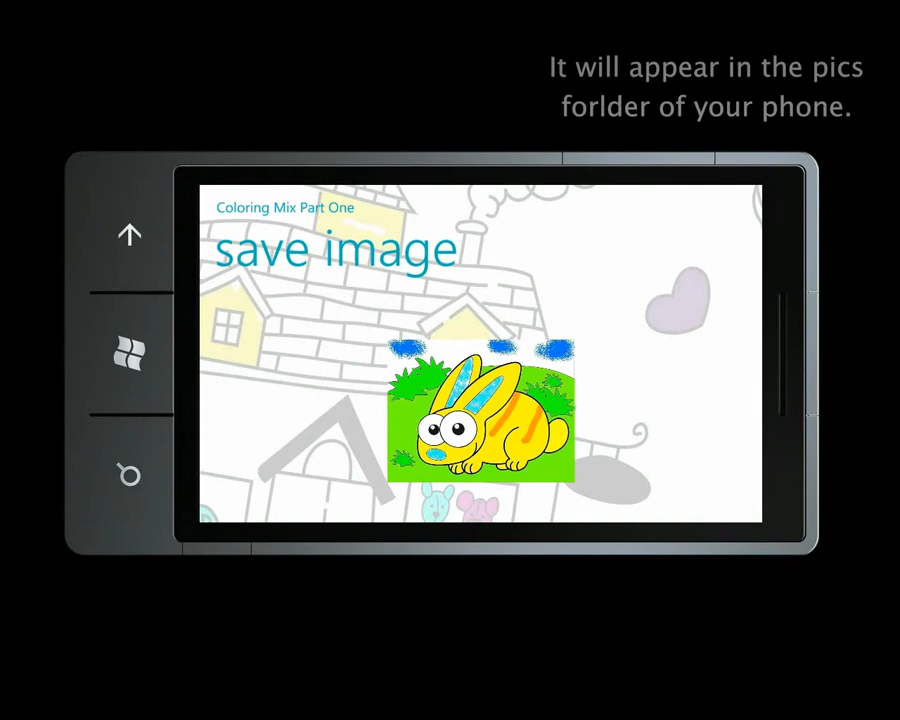 It will appear in the pics
forlder of your phone.
Coloring Mix Part One
save image